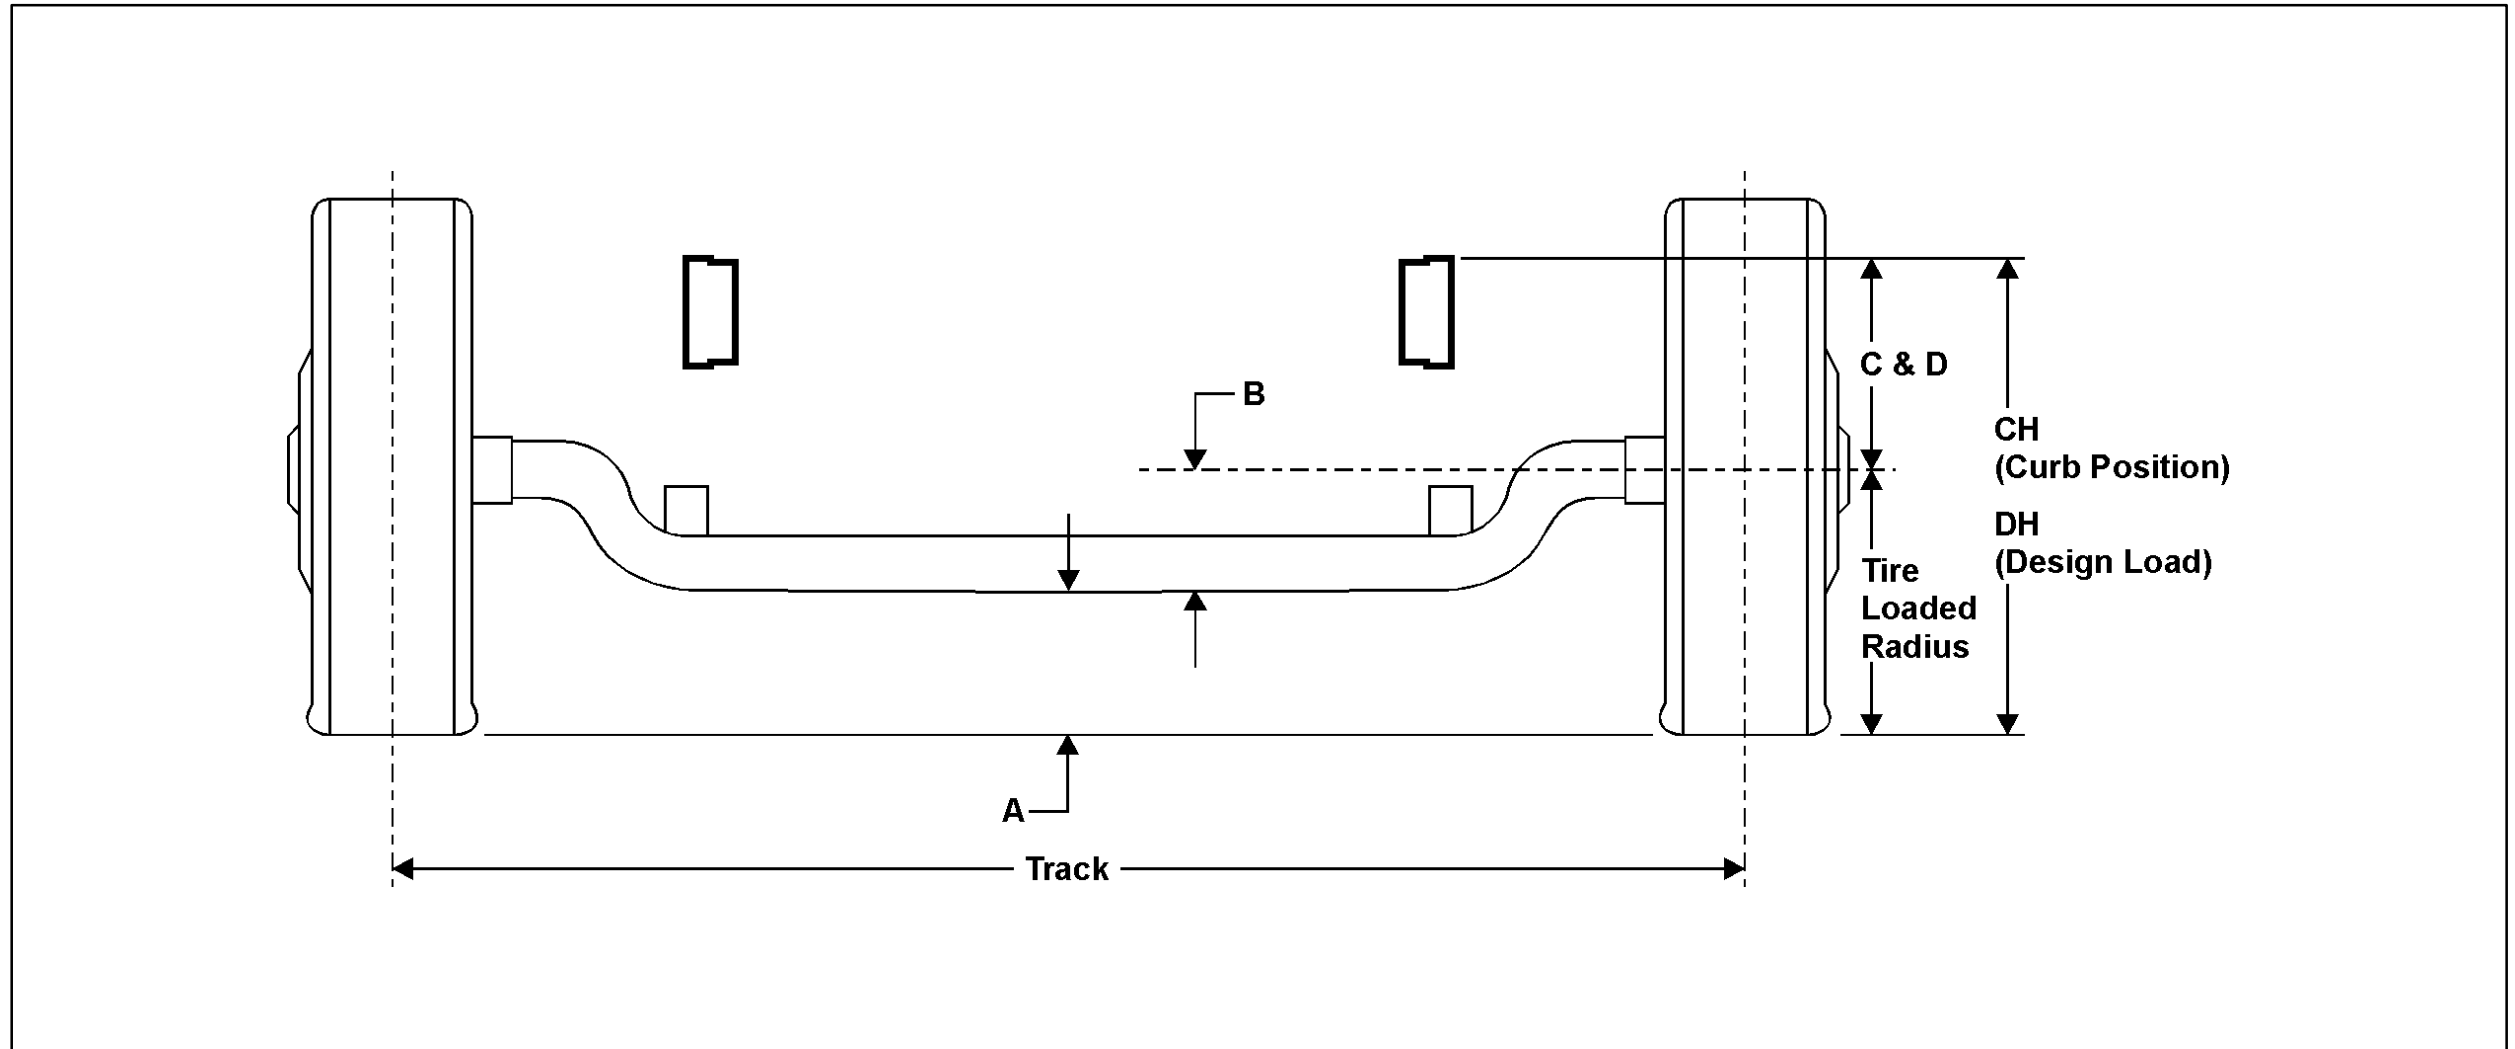 B
C & D
CH
(Curb Position)
DH
(Design Load)
Tire
Loaded
Radius
A
Track